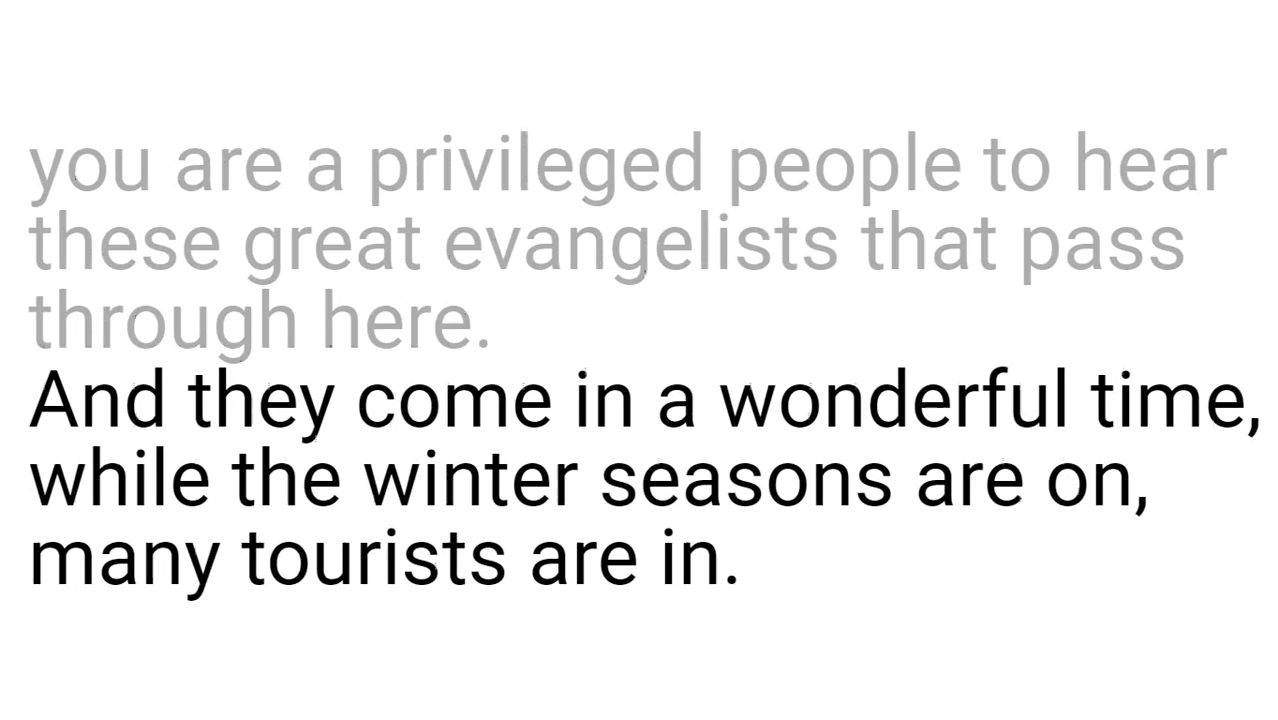 you are a privileged people to hear
these great evangelists that pass
through here.
And they come in a wonderful time,
while the winter seasons are on,
many tourists are in.